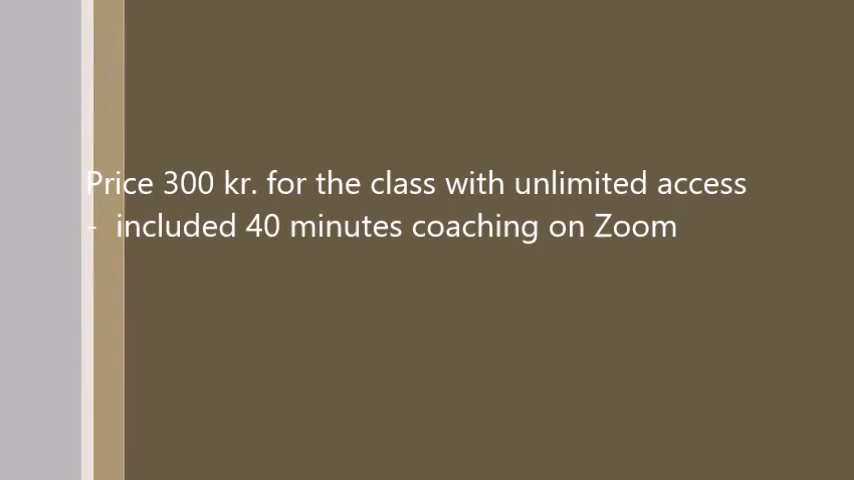 Price 300 kr. for the class with unlimited access
- included 40 minutes coaching on Zoom